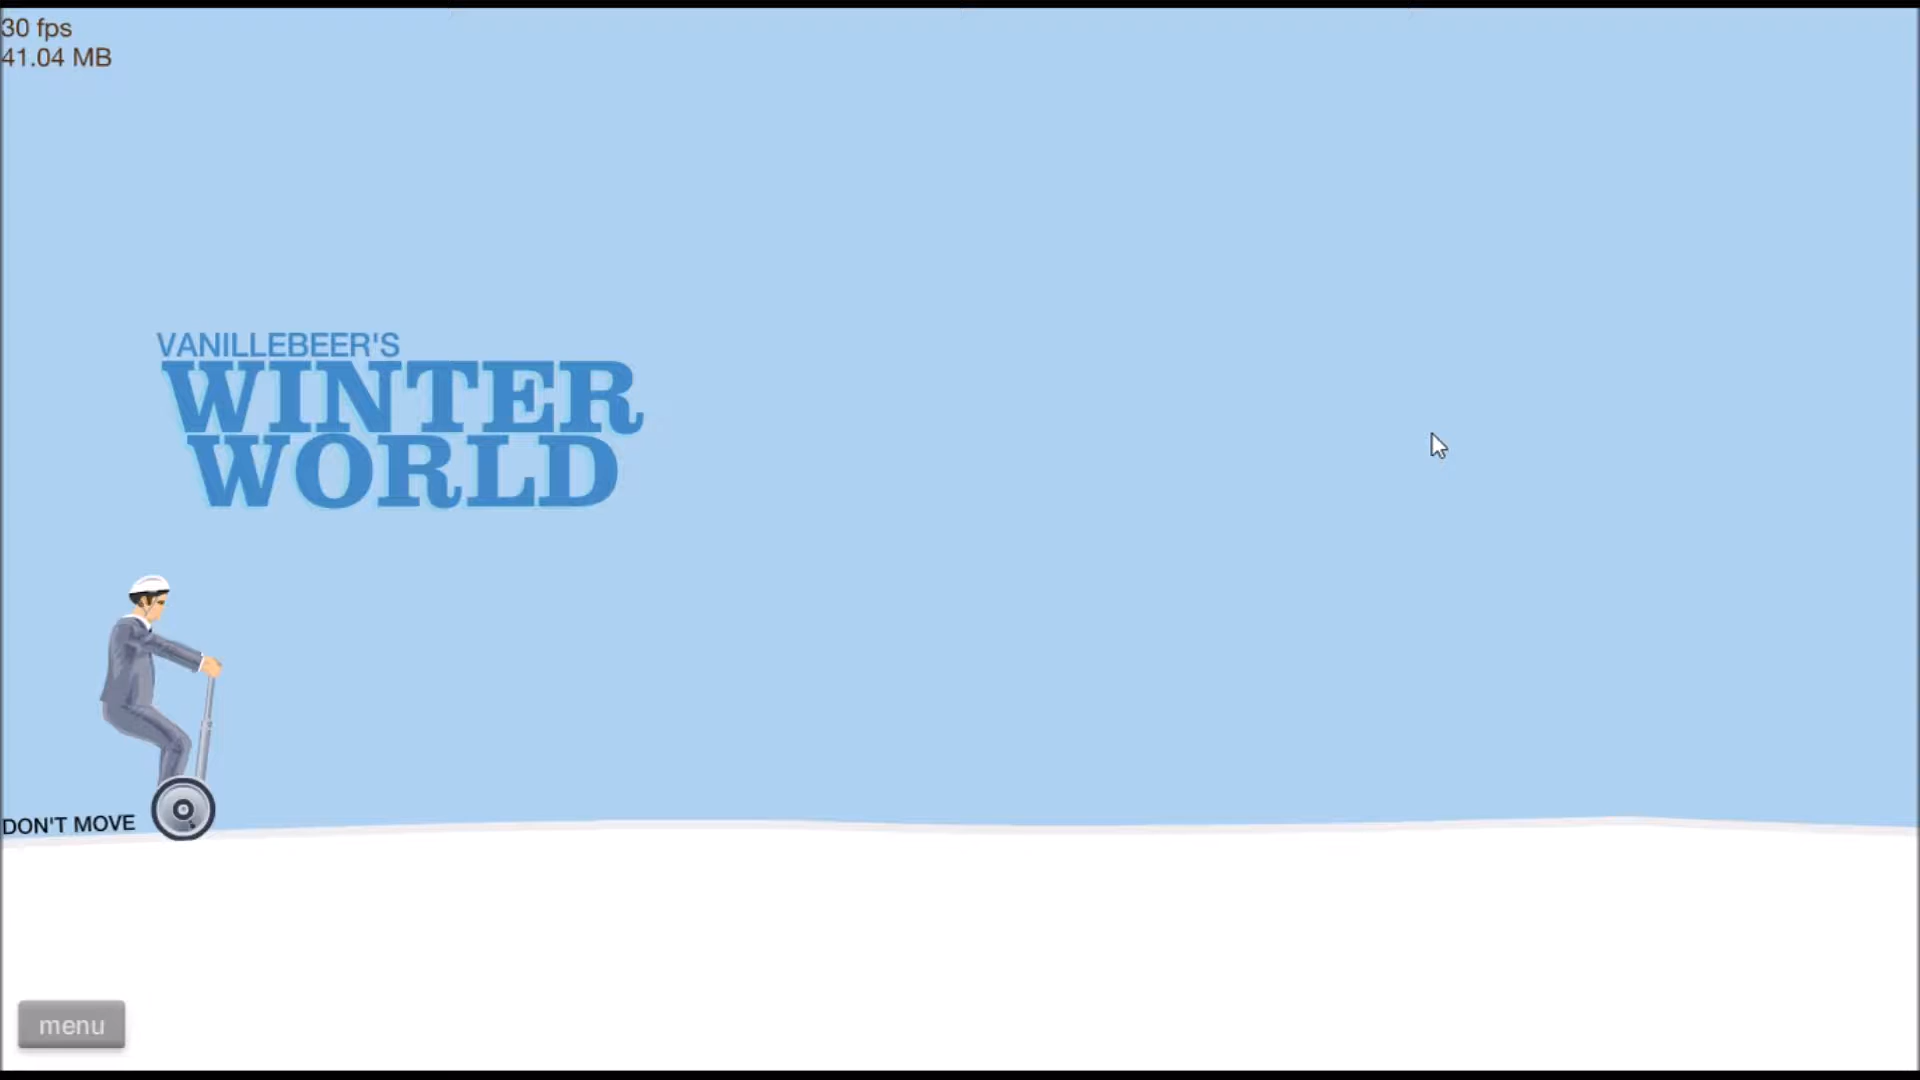 30 fps
41.04 MB
VANILLEBEER'S
WINTER
WORLD
DON'T MOVE
menu